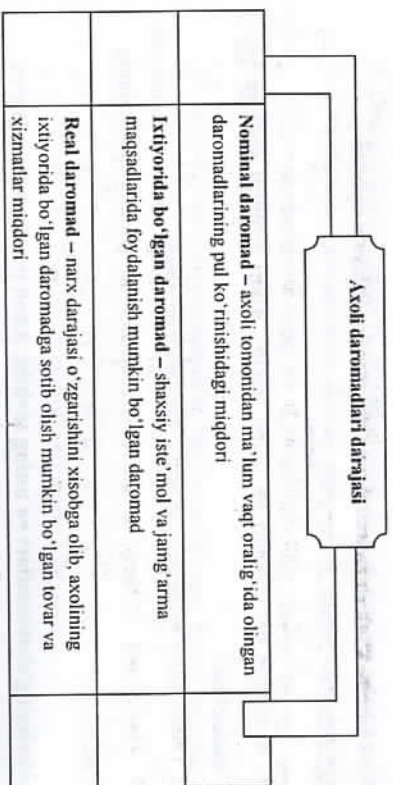 Axoli daromadlari darajasi
Nominal daromad – axoli tomonidan ma'lum vaqt oralig'ida olingan
daromadlarining pul ko'rinishidagi miqdori
Ixtiyorida bo'lgan daromad – shaxsiy iste'mol va jamg'arma
maqsadlarida foydalanish mumkin bo'lgan daromad
Real daromad – narx darajasi o'zgarishini xisobga olib, axolining
ixtiyorida bo'lgan daromadga sotib olish mumkin bo'lgan tovar va
xizmatlar miqdori